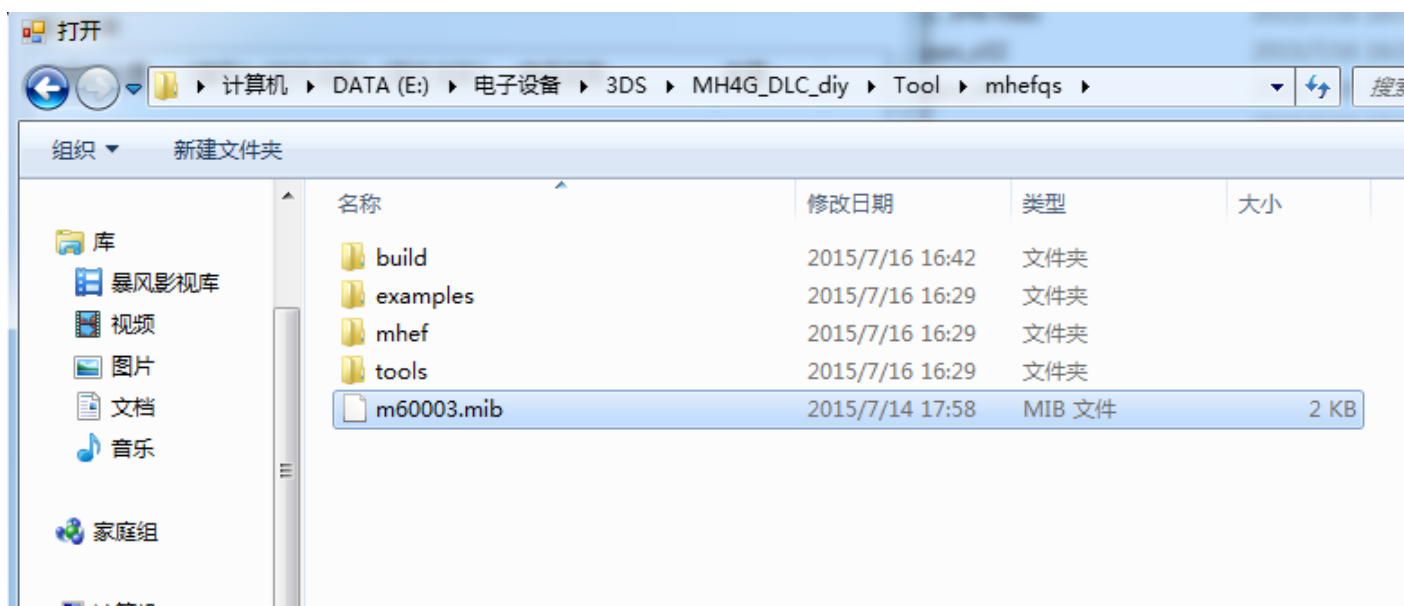 打开
计算机 DATA (E:) 电子设备 3DS MH4G_DLC_diy Tool mhefqs
组织 新建文件夹
名称 修改日期 类型 大小
库
暴风影视库
视频
图片
文档
音乐
家庭组
build 2015/7/16 16:42 文件夹
examples 2015/7/16 16:29 文件夹
mhef 2015/7/16 16:29 文件夹
tools 2015/7/16 16:29 文件夹
m60003.mib 2015/7/14 17:58 MIB 文件 2 KB